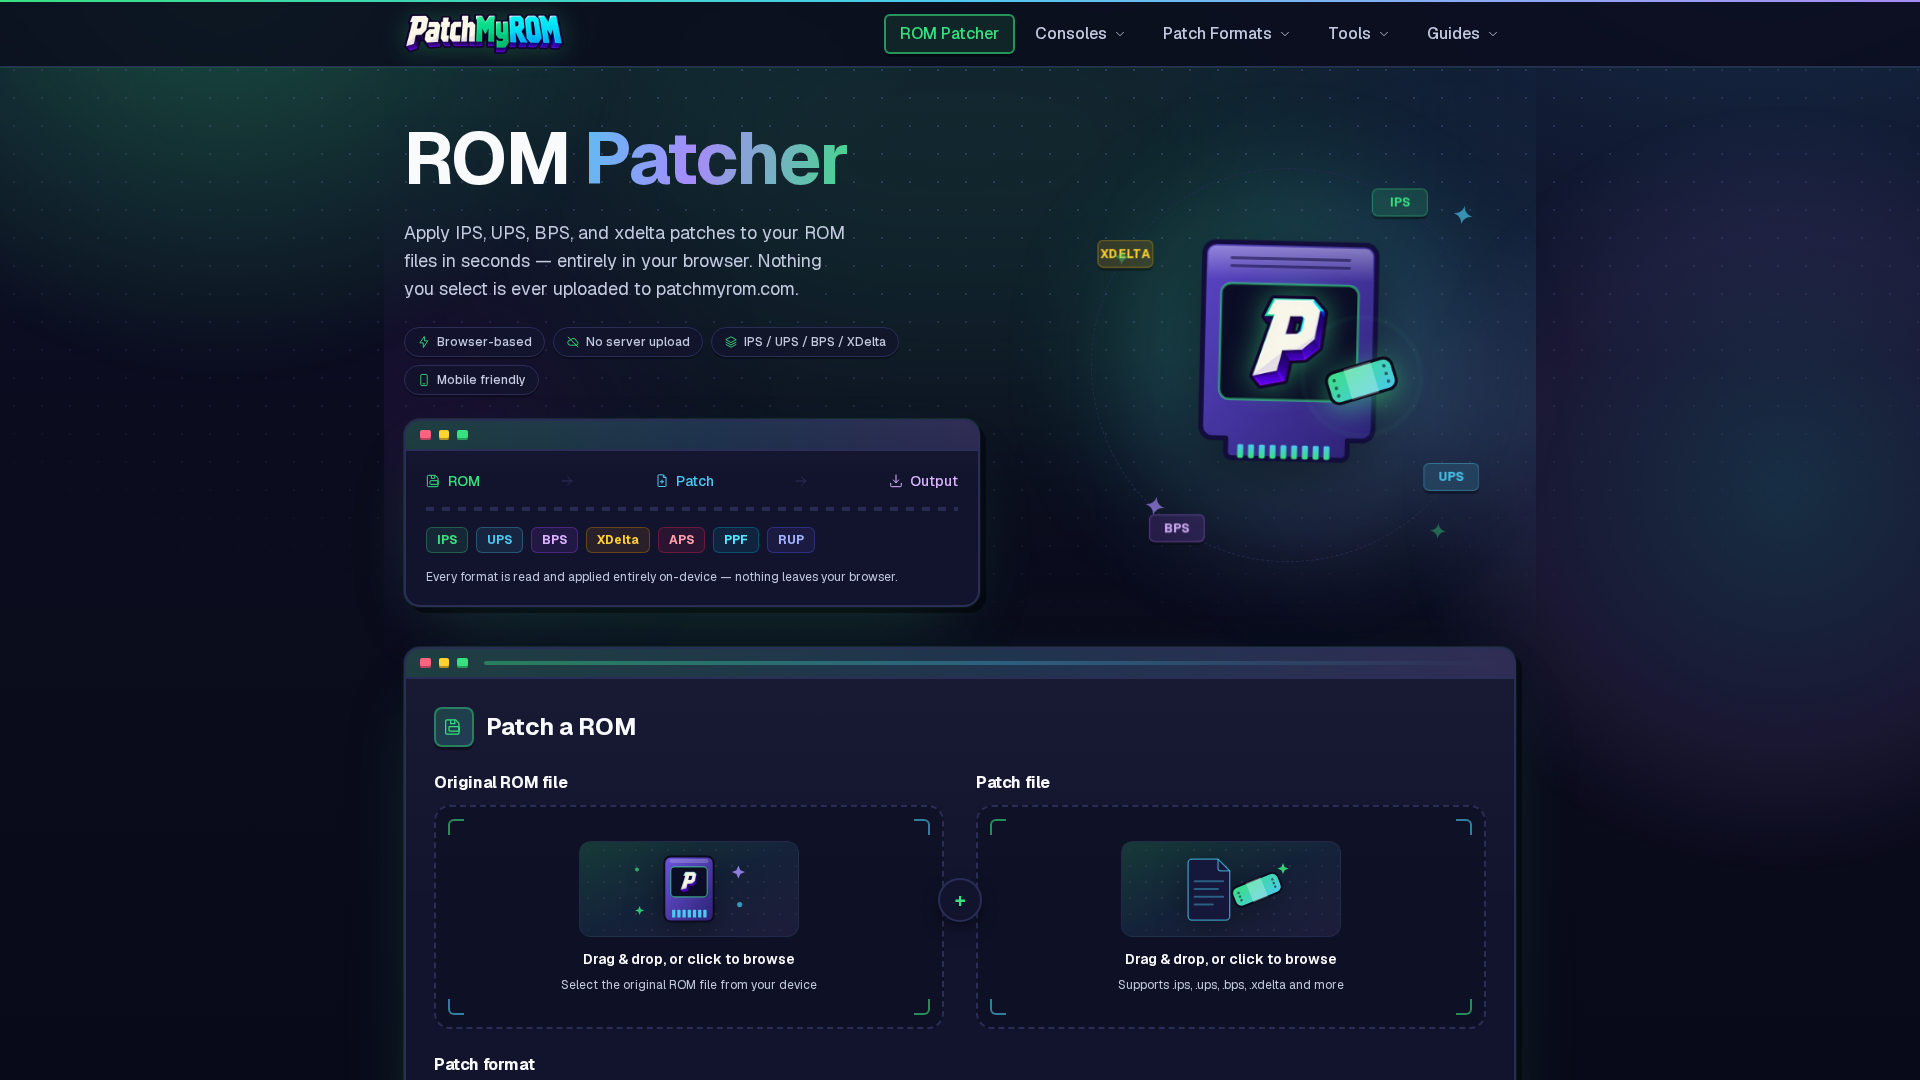 PatchMyROM
ROM Patcher
Consoles
Patch Formats
Tools
Guides
ROM Patcher
Apply IPS, UPS, BPS, and xdelta patches to your ROM
files in seconds — entirely in your browser. Nothing
you select is ever uploaded to patchmyrom.com.
Browser-based
No server upload
IPS / UPS / BPS / XDelta
Mobile friendly
ROM
Patch
Output
IPS
UPS
BPS
XDelta
APS
PPF
RUP
Every format is read and applied entirely on-device — nothing leaves your browser.
IPS
XDELTA
P
UPS
BPS
Patch a ROM
Original ROM file
P
Drag & drop, or click to browse
Select the original ROM file from your device
+
Patch file
Drag & drop, or click to browse
Supports .ips, .ups, .bps, .xdelta and more
Patch format